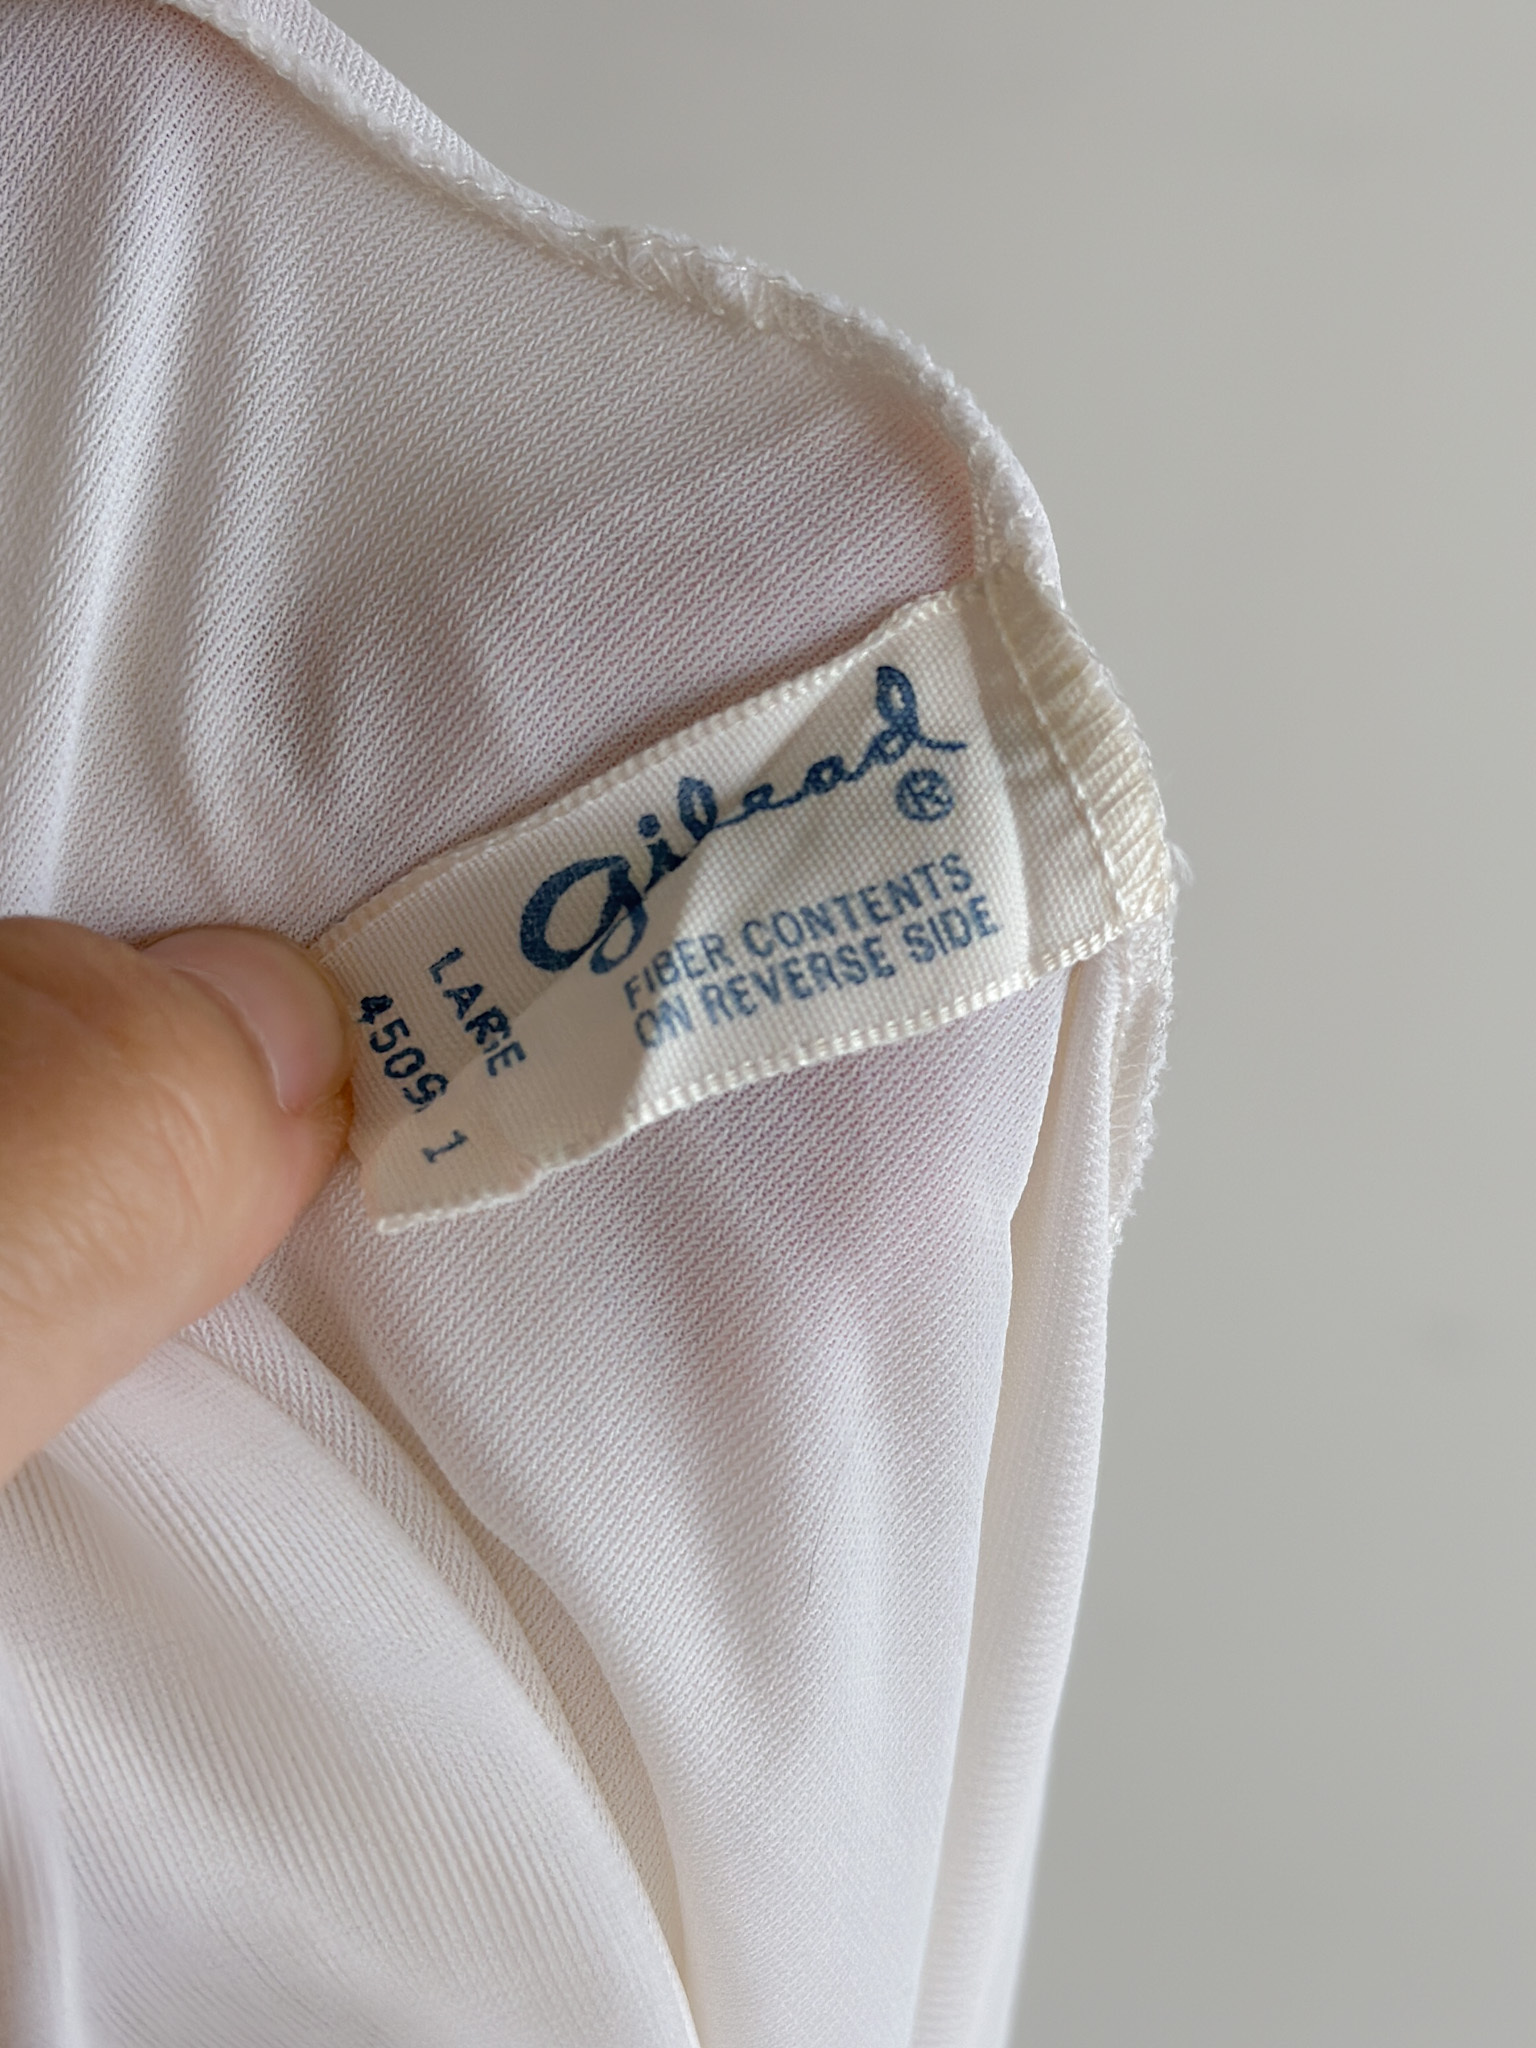 gilead®
FIBER CONTENTS
ON REVERSE SIDE
LARGE
4509 1